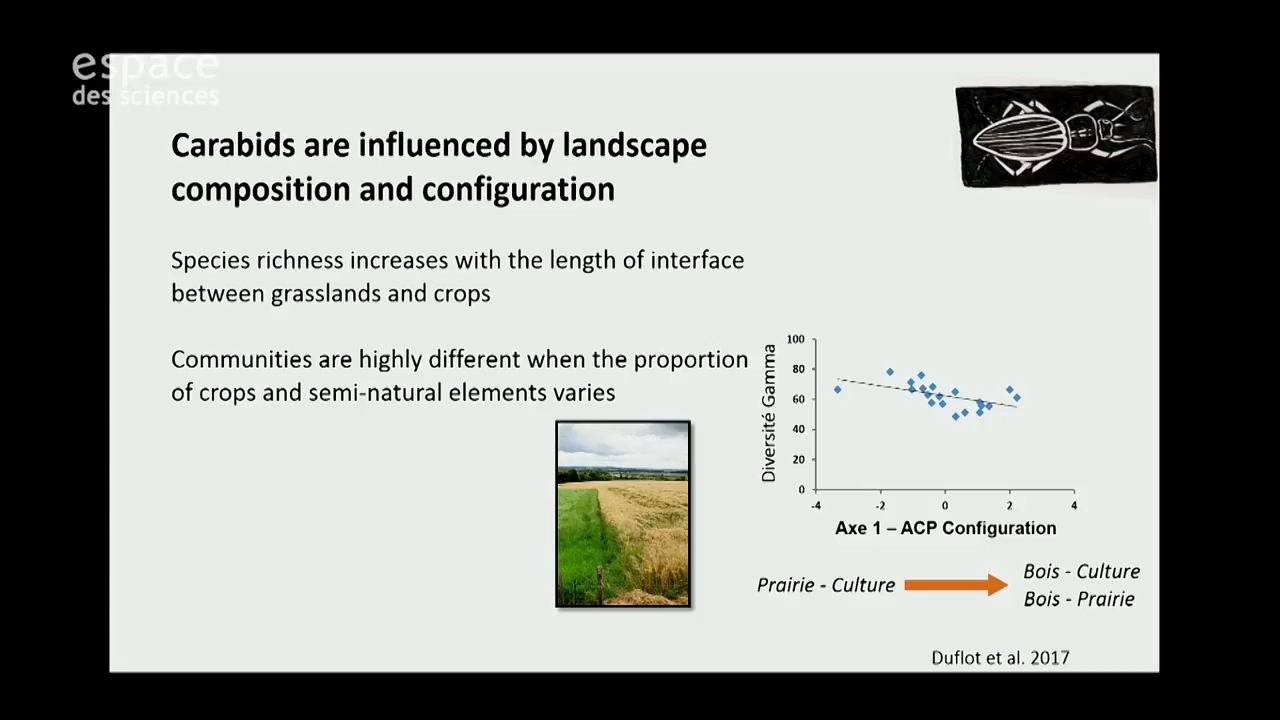 espace
des sciences
Carabids are influenced by landscape
composition and configuration
Species richness increases with the length of interface
between grasslands and crops
Communities are highly different when the proportion
of crops and semi-natural elements varies
Diversité Gamma
100
80
60
40
20
0
-4 -2 0 2 4
Axe 1 – ACP Configuration
Prairie - Culture
Bois - Culture
Bois - Prairie
Duflot et al. 2017